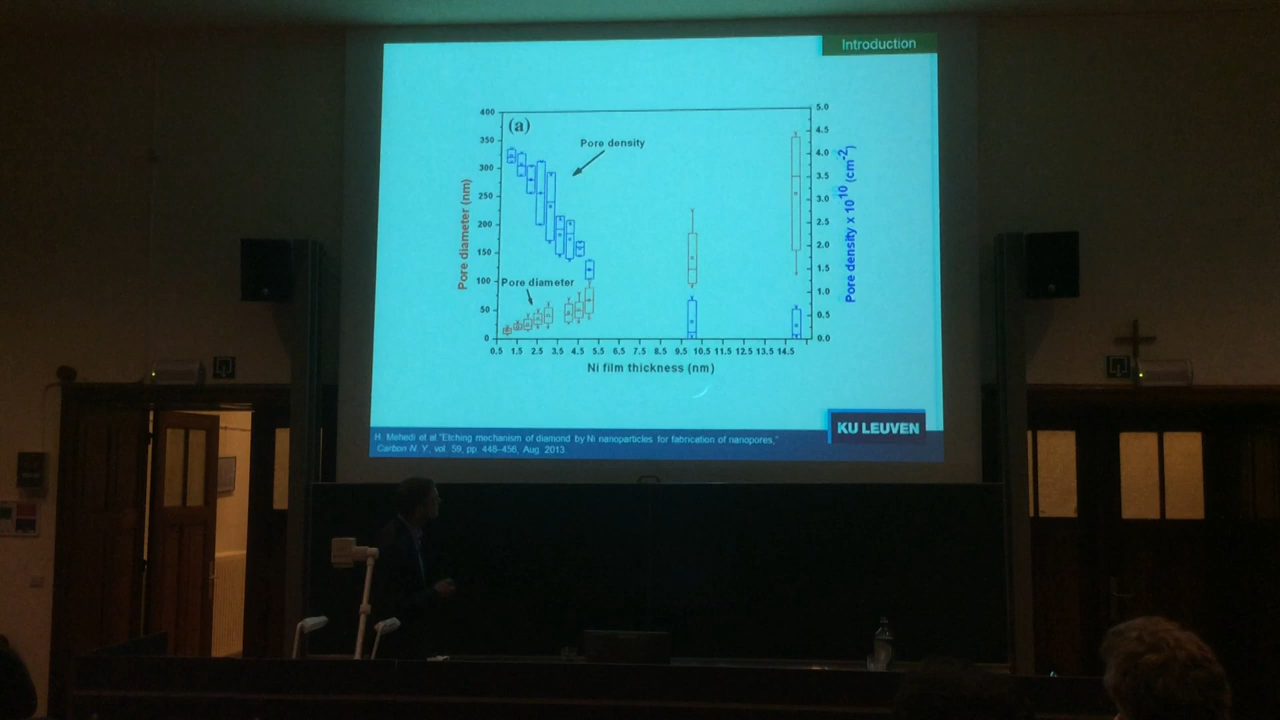 Introduction
(a)
Pore density
Pore diameter
400
350
300
250
200
150
100
50
0
Pore diameter (nm)
5.0
4.5
4.0
3.5
3.0
2.5
2.0
1.5
1.0
0.5
0.0
Pore density x 10^10 (cm^-2)
0.5 1.5 2.5 3.5 4.5 5.5 6.5 7.5 8.5 9.5 10.5 11.5 12.5 13.5 14.5
Ni film thickness (nm)
H. Mehedi et al "Etching mechanism of diamond by Ni nanoparticles for fabrication of nanopores,"
Carbon N. Y., vol. 59, pp. 448–456, Aug. 2013.
KU LEUVEN